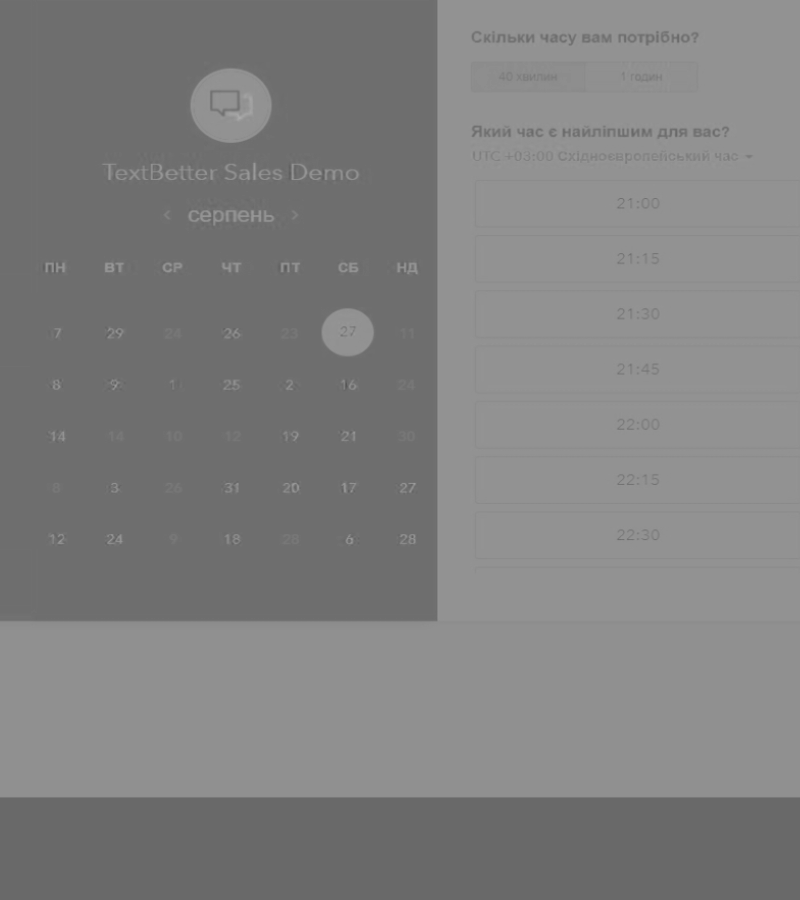 TextBetter Sales Demo
серпень
ПН ВТ СР ЧТ ПТ СБ НД
7 29 24 26 23 27 11
8 9 1 25 2 16 24
14 14 10 12 19 21 30
8 3 26 31 20 17 27
12 24 9 18 28 6 28
Скільки часу вам потрібно?
40 хвилин 1 годин
Який час є найліпшим для вас?
UTC +03:00 Східноєвропейський час
21:00
21:15
21:30
21:45
22:00
22:15
22:30